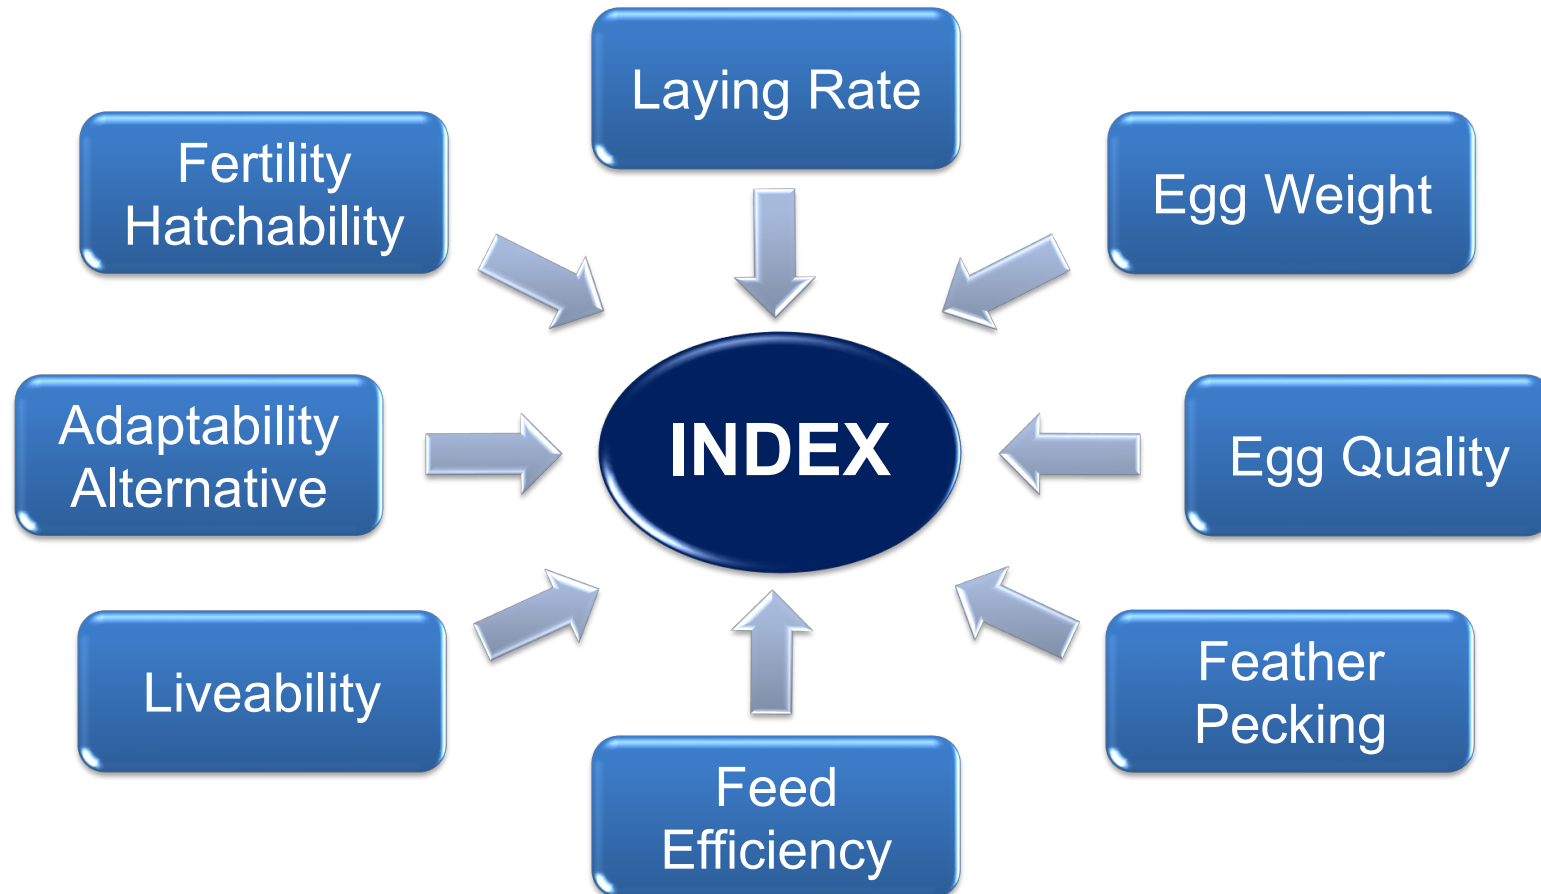 Laying Rate
Fertility
Hatchability
Egg Weight
Adaptability
Alternative
INDEX
Egg Quality
Liveability
Feather
Pecking
Feed
Efficiency